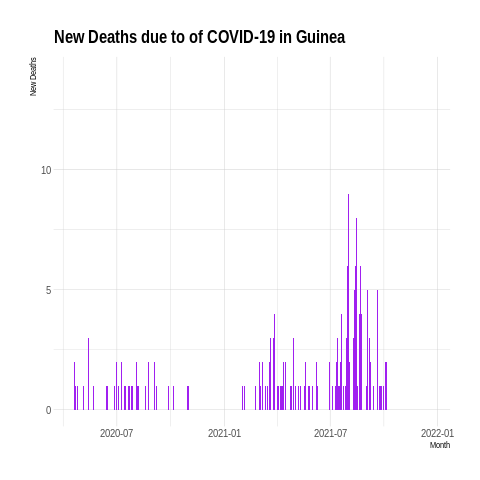 New Deaths due to of COVID-19 in Guinea
New Deaths
10
5
0
2020-07 2021-01 2021-07 2022-01
Month